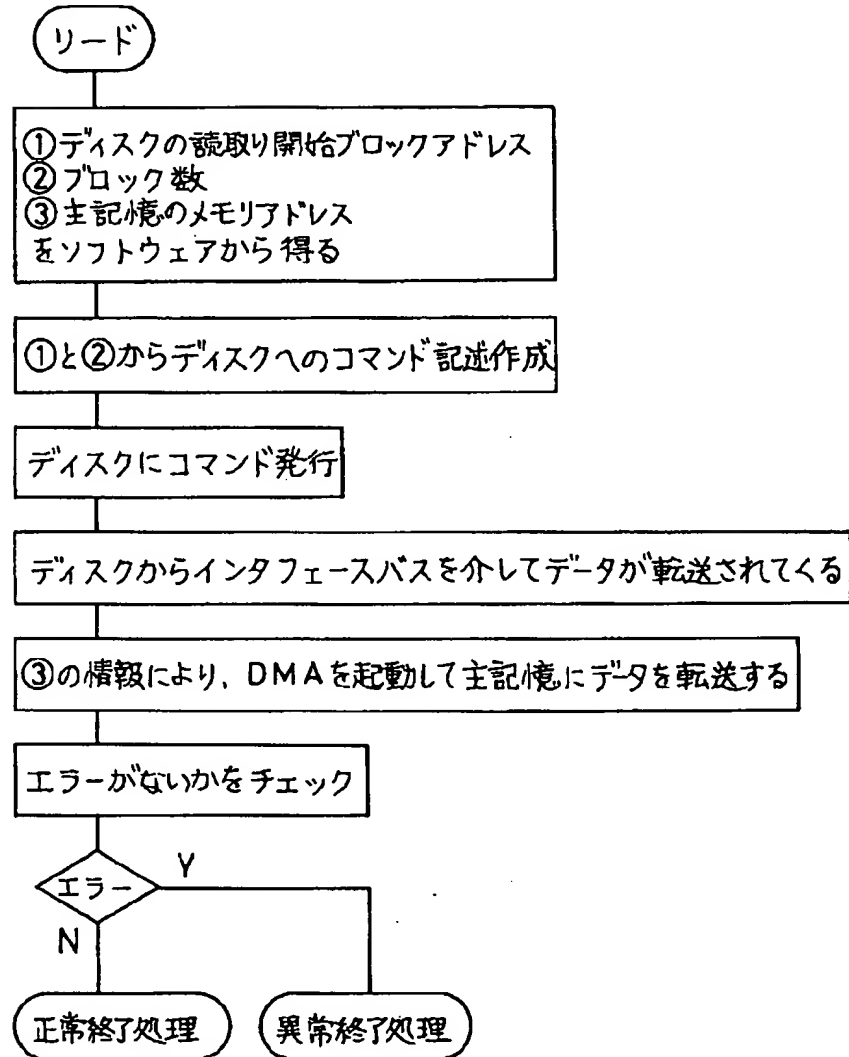 リード
①ディスクの読取り開始ブロックアドレス
②ブロック数
③主記憶のメモリアドレス
をソフトウェアから得る
①と②からディスクへのコマンド記述作成
ディスクにコマンド発行
ディスクからインタフェースバスを介してデータが転送されてくる
③の情報により、DMAを起動して主記憶にデータを転送する
エラーがないかをチェック
エラー
Y
N
正常終了処理
異常終了処理